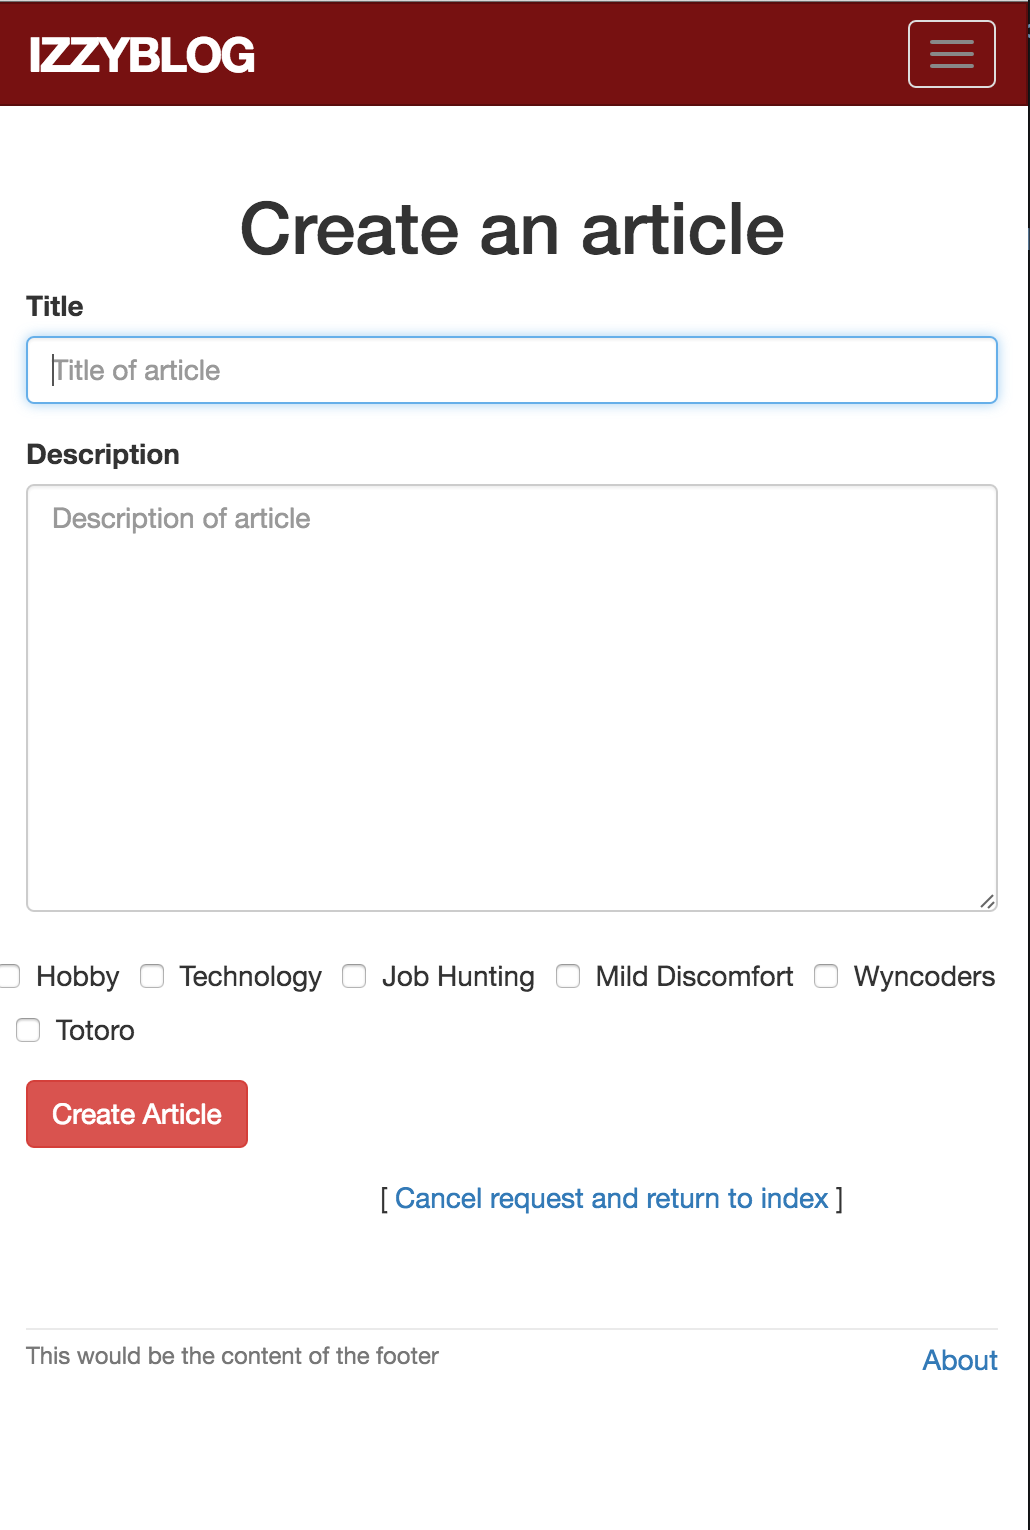 IZZYBLOG
Create an article
Title
Title of article
Description
Description of article
Hobby Technology Job Hunting Mild Discomfort Wyncoders
Totoro
Create Article
[ Cancel request and return to index ]
This would be the content of the footer About